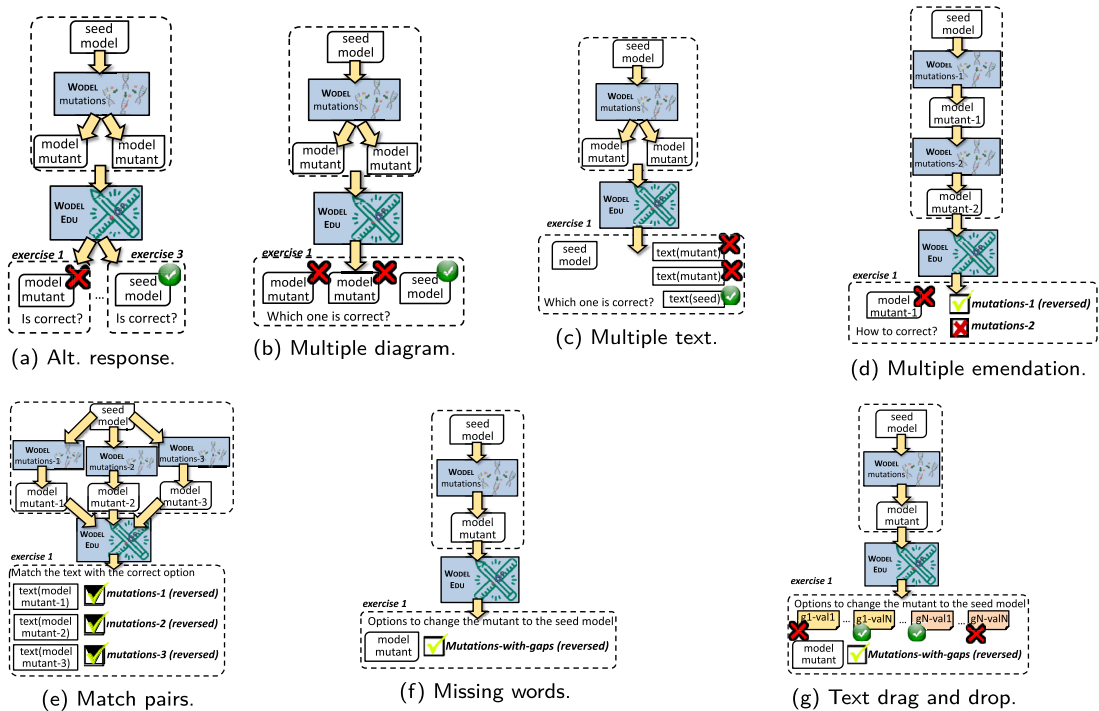 seed
model
WODEL
mutations
model
mutant
model
mutant
WODEL
EDU
exercise 1
exercise 3
model
mutant
...
seed
model
Is correct?
Is correct?
(a) Alt. response.
seed
model
WODEL
mutations
model
mutant
model
mutant
WODEL
EDU
exercise 1
model
mutant
model
mutant
seed
model
Which one is correct?
(b) Multiple diagram.
seed
model
WODEL
mutations
model
mutant
model
mutant
WODEL
EDU
exercise 1
seed
model
text(mutant)
text(mutant)
Which one is correct?
text(seed)
(c) Multiple text.
seed
model
WODEL
mutations-1
model
mutant-1
WODEL
mutations-2
model
mutant-2
WODEL
EDU
exercise 1
model
mutant-1
mutations-1 (reversed)
How to correct?
mutations-2
(d) Multiple emendation.
seed
model
WODEL
mutations-1
WODEL
mutations-2
WODEL
mutations-3
model
mutant-1
model
mutant-2
model
mutant-3
WODEL
EDU
exercise 1
Match the text with the correct option
text(model
mutant-1)
mutations-1 (reversed)
text(model
mutant-2)
mutations-2 (reversed)
text(model
mutant-3)
mutations-3 (reversed)
(e) Match pairs.
seed
model
WODEL
mutations
model
mutant
WODEL
EDU
exercise 1
Options to change the mutant to the seed model
model
mutant
Mutations-with-gaps (reversed)
(f) Missing words.
seed
model
WODEL
mutations
model
mutant
WODEL
EDU
exercise 1
Options to change the mutant to the seed model
g1-val1 ... g1-valN ... gN-val1 ... gN-valN
model
mutant
Mutations-with-gaps (reversed)
(g) Text drag and drop.